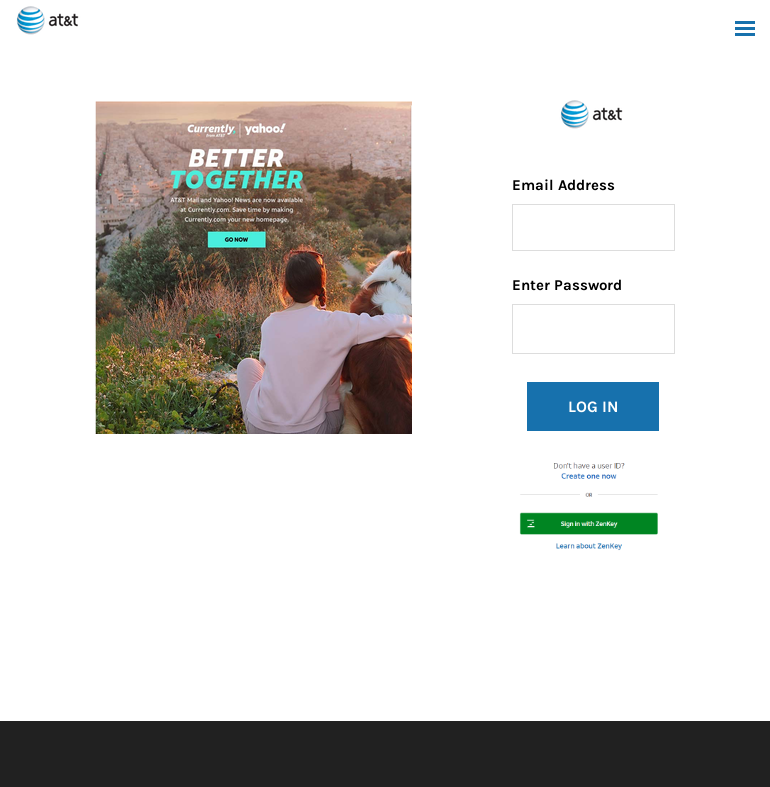 at&t
at&t
Currently
from AT&T
yahoo!
BETTER
TOGETHER
AT&T Mail and Yahoo! News are now available
at Currently.com. Save time by making
Currently.com your new homepage.
GO NOW
Email Address
Enter Password
LOG IN
Don't have a user ID?
Create one now
OR
Sign in with ZenKey
Learn about ZenKey